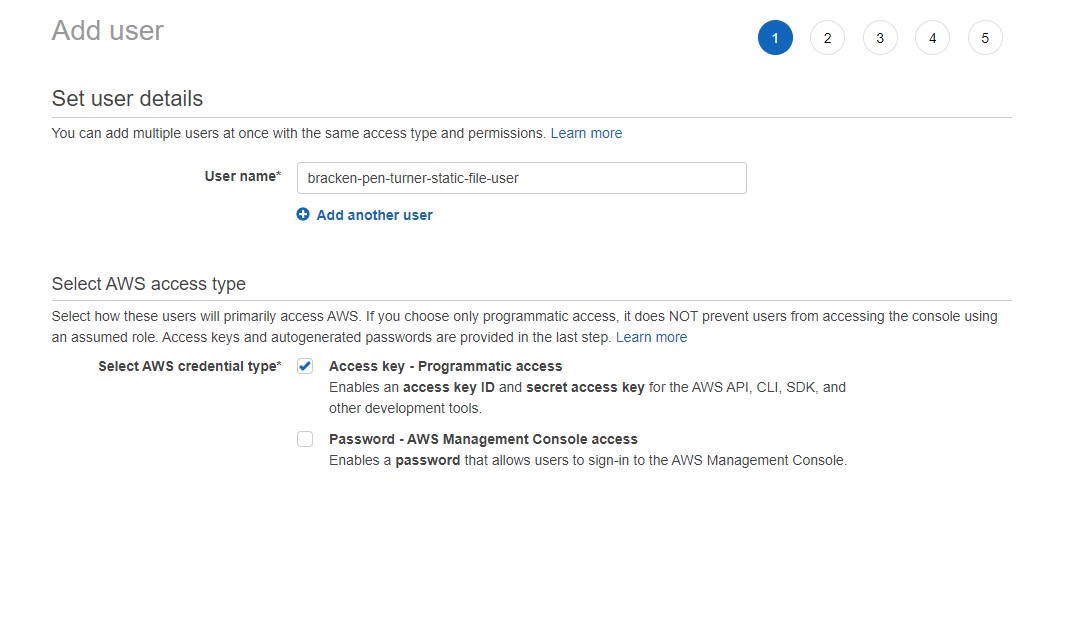 Add user
1 2 3 4 5
Set user details
You can add multiple users at once with the same access type and permissions. Learn more
User name* bracken-pen-turner-static-file-user
Add another user
Select AWS access type
Select how these users will primarily access AWS. If you choose only programmatic access, it does NOT prevent users from accessing the console using
an assumed role. Access keys and autogenerated passwords are provided in the last step. Learn more
Select AWS credential type* Access key - Programmatic access
Enables an access key ID and secret access key for the AWS API, CLI, SDK, and
other development tools.
Password - AWS Management Console access
Enables a password that allows users to sign-in to the AWS Management Console.